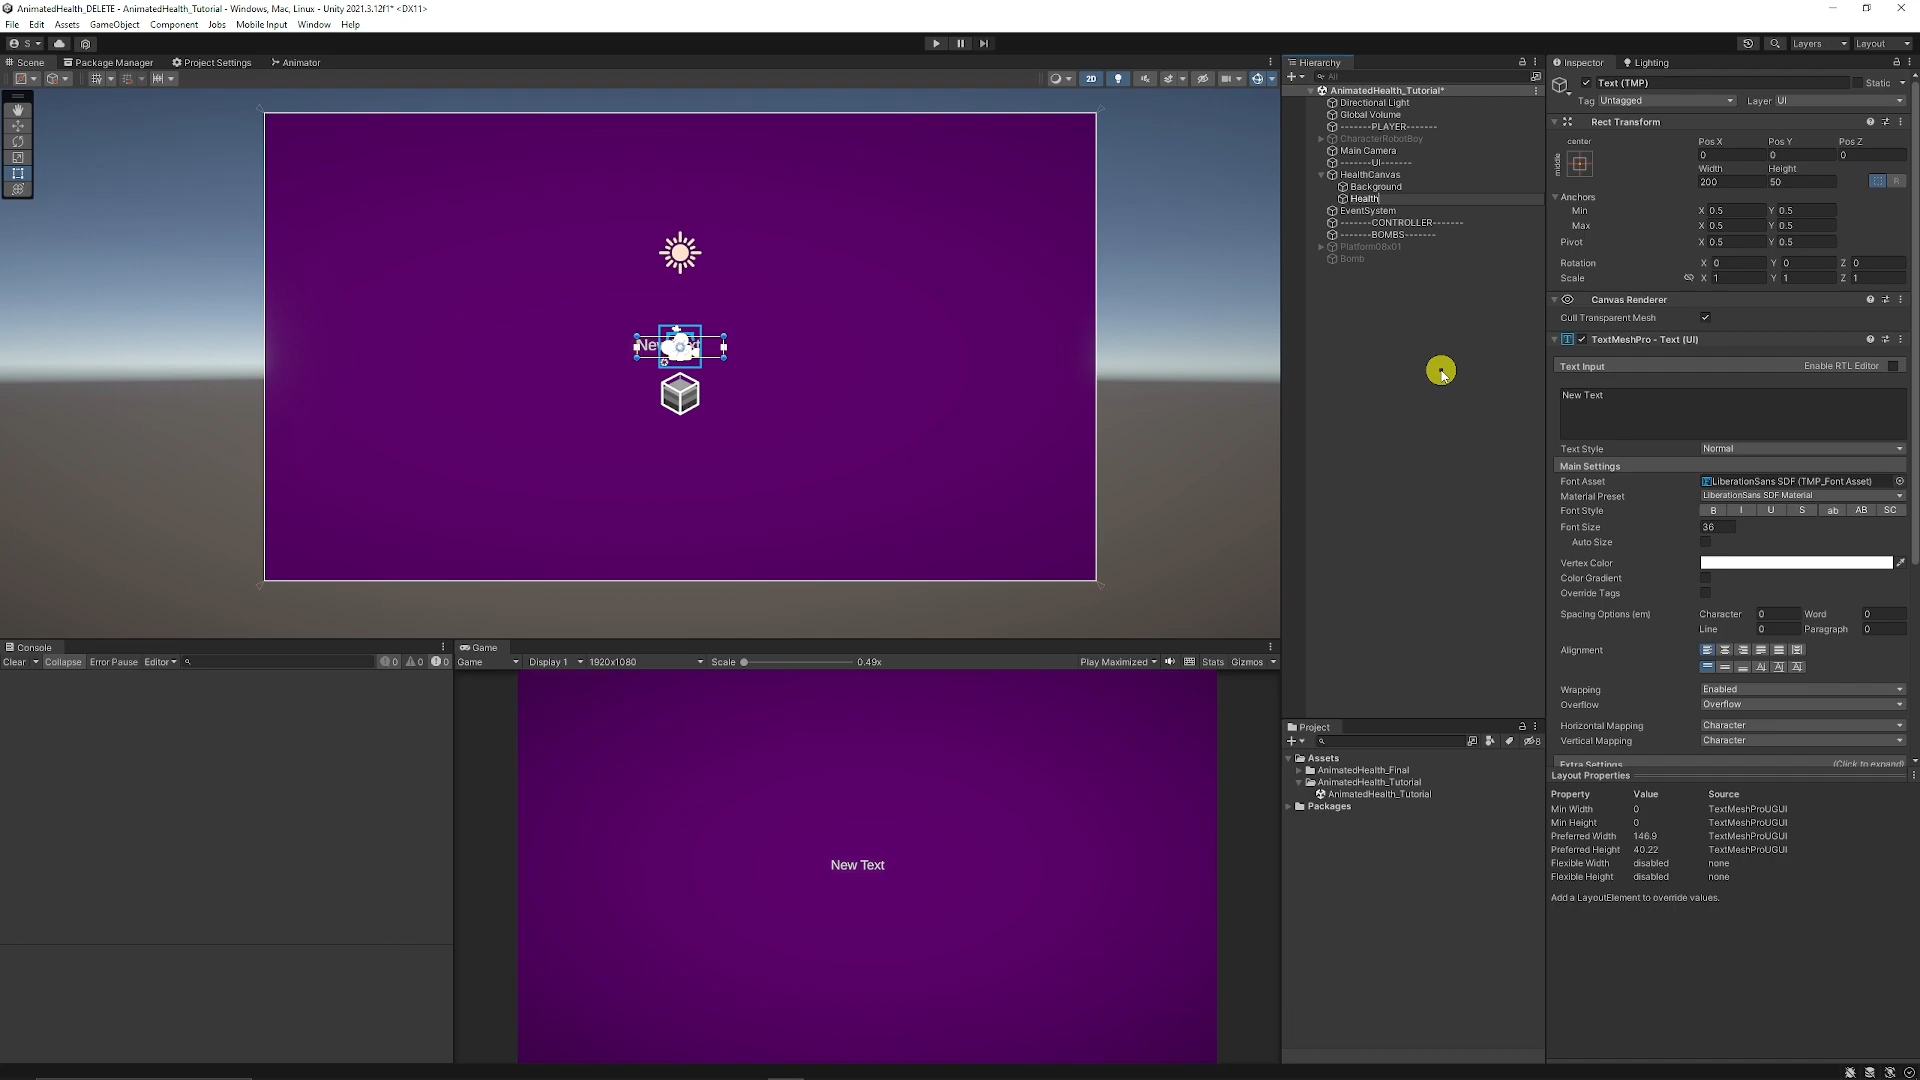 AnimatedHealth_DELETE - AnimatedHealth_Tutorial - Windows, Mac, Linux - Unity 2021.3.12f1* <DX11>
File Edit Assets GameObject Component Jobs Mobile Input Window Help
S Layers Layout
Scene Package Manager Project Settings Animator
2D
New Text
Hierarchy
All
AnimatedHealth_Tutorial*
Directional Light
Global Volume
-------PLAYER-------
CharacterRobotBoy
Main Camera
-------UI-------
HealthCanvas
Background
Health
EventSystem
-------CONTROLLER-------
-------BOMBS-------
Platform08x01
Bomb
Inspector Lighting
Text (TMP) Static
Tag Untagged Layer UI
Rect Transform
center
middle
Pos X Pos Y Pos Z
0 0 0
Width Height
200 50 R
Anchors
Min X 0.5 Y 0.5
Max X 0.5 Y 0.5
Pivot X 0.5 Y 0.5
Rotation X 0 Y 0 Z 0
Scale X 1 Y 1 Z 1
Canvas Renderer
Cull Transparent Mesh
TextMeshPro - Text (UI)
Text Input Enable RTL Editor
New Text
Text Style Normal
Main Settings
Font Asset LiberationSans SDF (TMP_Font Asset)
Material Preset LiberationSans SDF Material
Font Style B I U S ab AB SC
Font Size 36
Auto Size
Vertex Color
Color Gradient
Override Tags
Spacing Options (em) Character 0 Word 0
Line 0 Paragraph 0
Alignment
Wrapping Enabled
Overflow Overflow
Horizontal Mapping Character
Vertical Mapping Character
Extra Settings (Click to expand)
Layout Properties
Property Value Source
Min Width 0 TextMeshProUGUI
Min Height 0 TextMeshProUGUI
Preferred Width 146.9 TextMeshProUGUI
Preferred Height 40.22 TextMeshProUGUI
Flexible Width disabled none
Flexible Height disabled none
Add a LayoutElement to override values.
Console
Clear Collapse Error Pause Editor 0 0 0
Game
Game Display 1 1920x1080 Scale 0.49x Play Maximized Stats Gizmos
New Text
Project
8
Assets
AnimatedHealth_Final
AnimatedHealth_Tutorial
AnimatedHealth_Tutorial
Packages